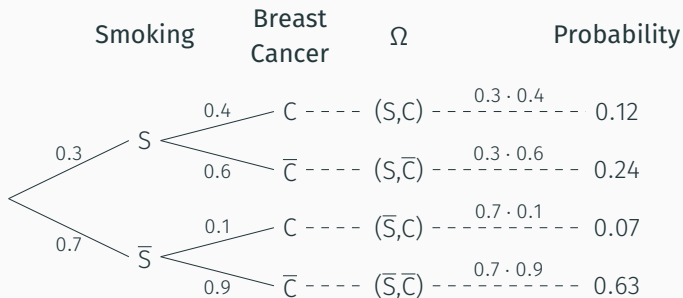 Smoking Breast Cancer Ω Probability
0.4 C (S,C) 0.3 · 0.4 0.12
0.3 S
0.6 C̅ (S,C̅) 0.3 · 0.6 0.24
0.1 C (S̅,C) 0.7 · 0.1 0.07
0.7 S̅
0.9 C̅ (S̅,C̅) 0.7 · 0.9 0.63